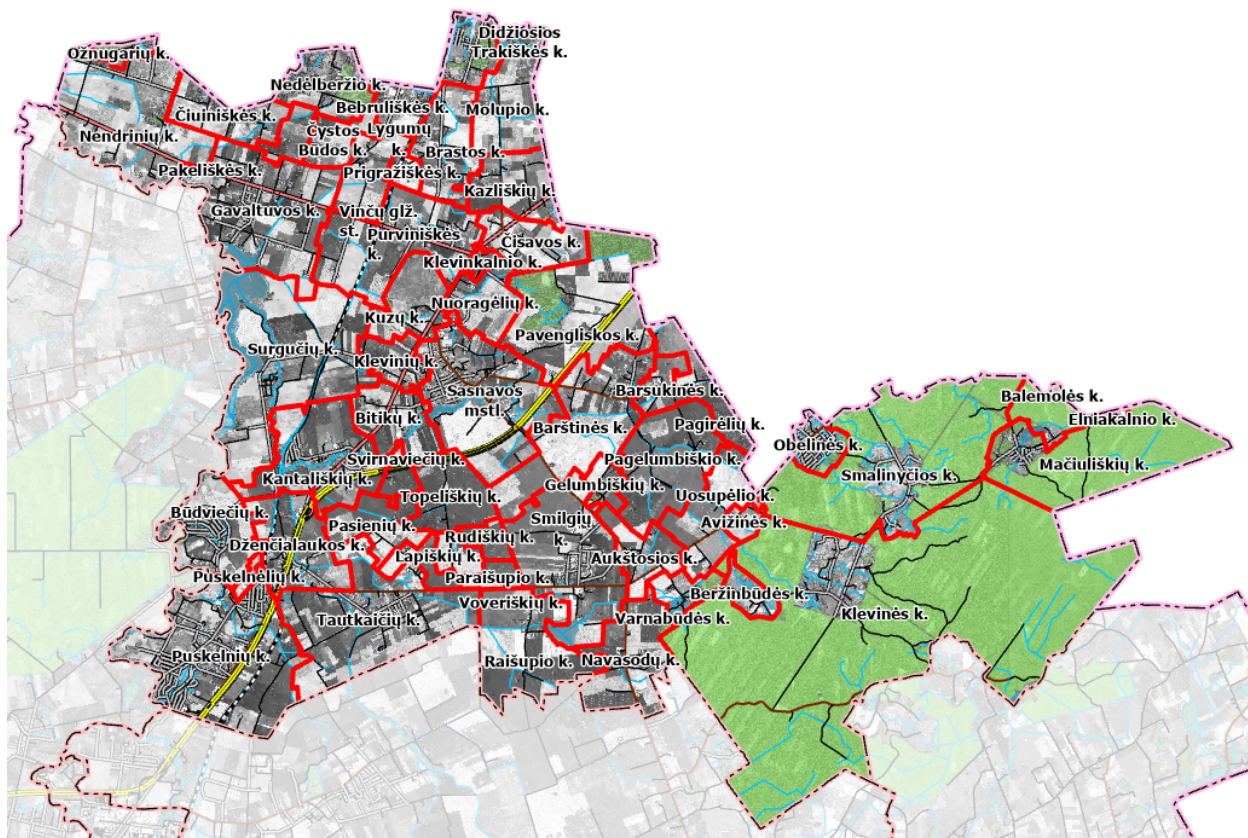 Didžiosios
Trakiškės k.
Ožnugarių k.
Nedėlberžio k.
Bebruliškės k.
Molupio k.
Čiuiniškės k.
Čystos
Būdos k.
Lygumų
k.
Nendrinių k.
Brastos k.
Pakeliškės k.
Prigražiškės k.
Kazliškių k.
Gavaltuvos k.
Vinčų glž.
st.
Purviniškės
k.
Čišavos k.
Klevinkalnio k.
Nuoragėlių k.
Kuzų k.
Pavengliskos k.
Surgučių k.
Klevinių k.
Sasnavos
mstl.
Barsukinės k.
Balemolės k.
Bitikų k.
Barštinės k.
Pagirėlių k.
Elniakalnio k.
Obelinės k.
Svirnaviečių k.
Pagelumbiškio k.
Mačiuliškių k.
Kantališkių k.
Gelumbiškių k.
Smalinyčios k.
Topeliškių k.
Uosupėlio k.
Būdviečių k.
Pasienių k.
Smilgių
k.
Avižinės k.
Rudiškių k.
Dženčialaukos k.
Lapiškių k.
Aukštosios k.
Puskelnėlių k.
Paraišupio k.
Beržinbūdės k.
Voveriškių k.
Tautkaičių k.
Varnabūdės k.
Klevinės k.
Puskelnių k.
Raišupio k.
Navasodų k.